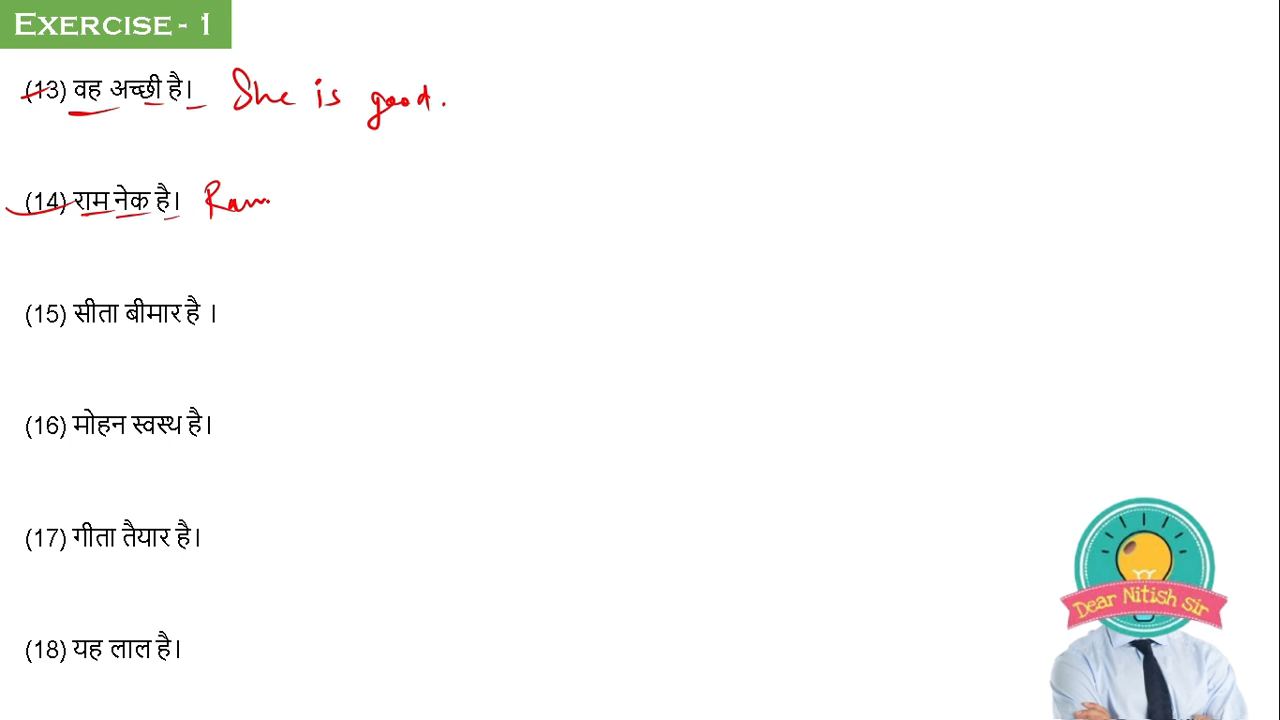 EXERCISE - 1
(13) वह अच्छी है। She is good.
(14) राम नेक है। Ram
(15) सीता बीमार है ।
(16) मोहन स्वस्थ है।
(17) गीता तैयार है।
(18) यह लाल है।
Dear Nitish sir